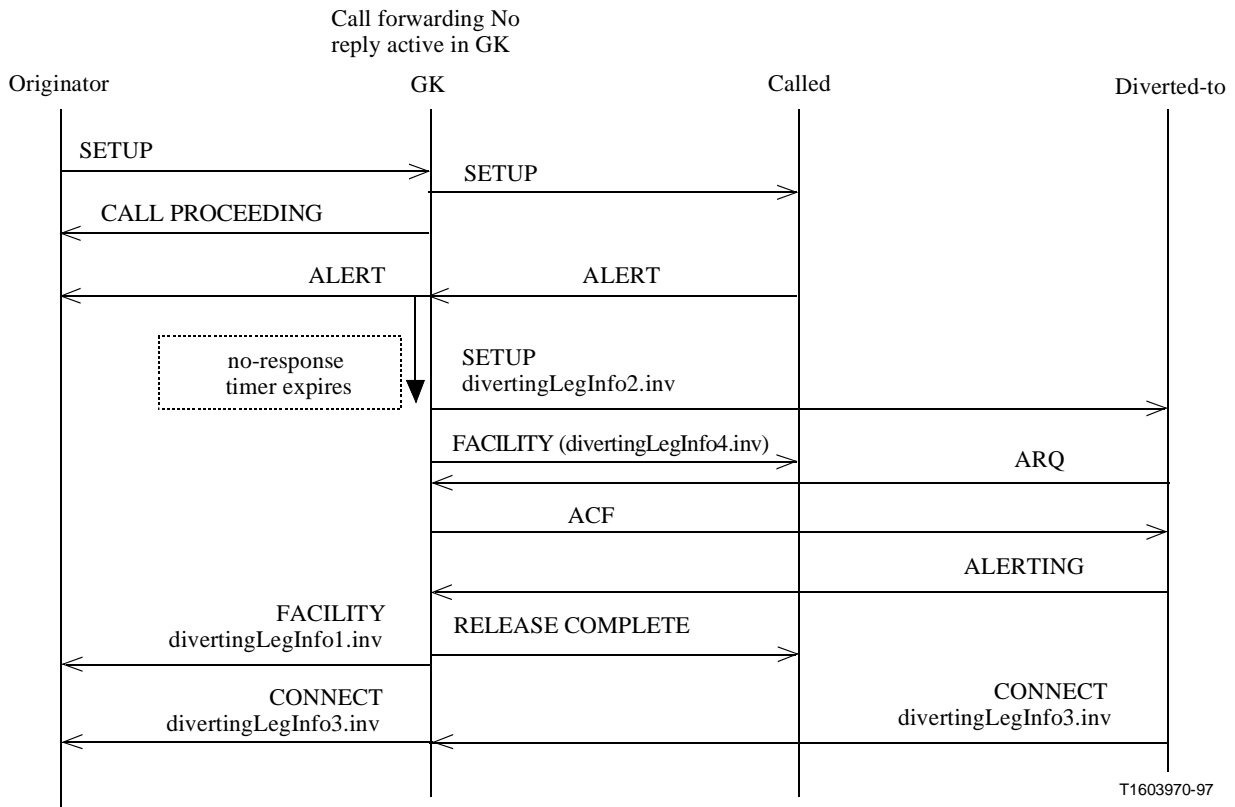 Call forwarding No
reply active in GK
Originator
GK
Called
Diverted-to
SETUP
SETUP
CALL PROCEEDING
ALERT
ALERT
no-response
timer expires
SETUP
divertingLegInfo2.inv
FACILITY (divertingLegInfo4.inv)
ARQ
ACF
ALERTING
FACILITY
divertingLegInfo1.inv
RELEASE COMPLETE
CONNECT
divertingLegInfo3.inv
CONNECT
divertingLegInfo3.inv
T1603970-97